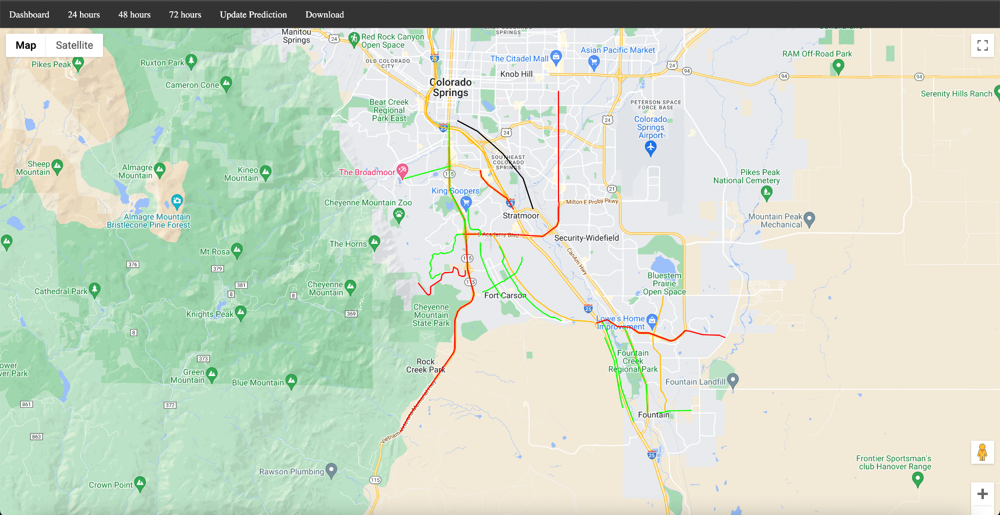 Dashboard 24 hours 48 hours 72 hours Update Prediction Download
Map Satellite
Manitou
Springs
24
Red Rock Canyon
Open Space
SPRINGS
Asian Pacific Market
The Citadel Mall
25
OLD COLORADO
CITY
24
94
RAM Off-Road Park
94
94
Pikes Peak
Ruxton Park
Cameron Cone
Knob Hill
Colorado
Springs
Serenity Hills Ranch
Bear Creek
Regional
Park East
PETERSON SPACE
FORCE BASE
24
Colorado
Springs
Airport
25
24
SOUTHEAST
COLORADO
SPRINGS
Sheep
Mountain
Almagre
Mountain
Kineo
Mountain
The Broadmoor
115
Pikes Peak
National Cemetery
21
King Soopers
Cheyenne Mountain Zoo
25
Milton E Proby Pkwy
Stratmoor
Almagre Mountain
Bristlecone Pine Forest
Mountain Peak
Mechanical
S Academy Blvd
Security-Widefield
The Horns
Mt Rosa
CanAm Hwy
115
376
379
Bluestem
Prairie
Open Space
115
381
8
8
Cheyenne
Mountain
Cathedral Park
Fort Carson
Cheyenne
Mountain
State Park
25
Knights Peak
369
Lowe's Home
Improvement
8
Fountain
Creek
Regional Park
373
ower
ver Park
Rock
Creek Park
Green
Mountain
Blue Mountain
Fountain Landfill
861
372
Fountain
Vietnam Veterans Memorial Hwy
863
25
Frontier Sportsman's
club Hanover Range
Rawson Plumbing
115
Crown Point